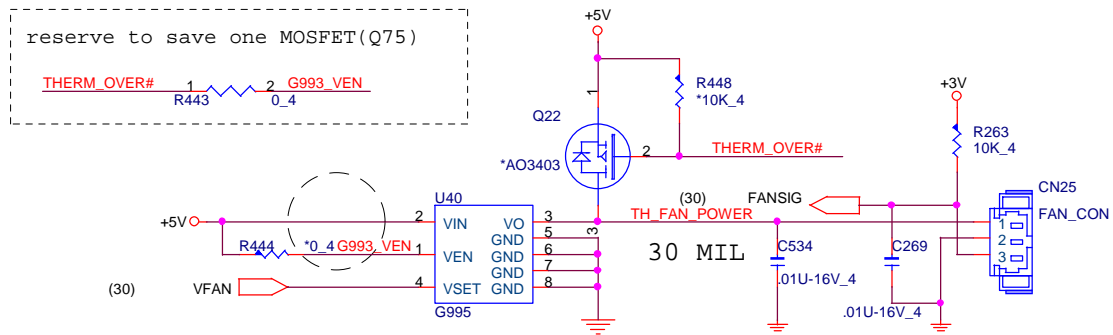 reserve to save one MOSFET(Q75)
THERM_OVER# 1 2 G993_VEN
R443 0_4
+5V
R448
*10K_4
1
Q22
*AO3403
2 THERM_OVER#
3
+3V
R263
10K_4
CN25
FAN_CON
(30) FANSIG
TH_FAN_POWER
30 MIL
1
2
3
C534
.01U-16V_4
C269
.01U-16V_4
U40
+5V 2 VIN VO 3
GND 5
R444 *0_4 G993_VEN 1 VEN GND 6
GND 7
(30) VFAN 4 VSET GND 8
G995